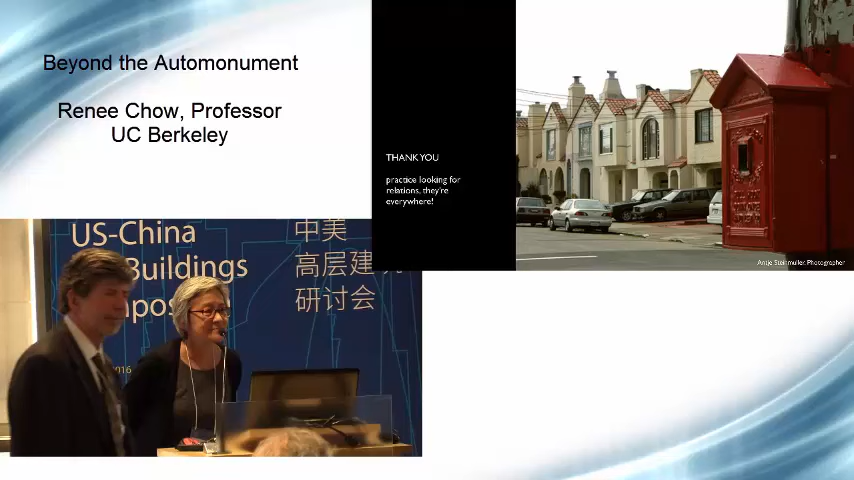 Beyond the Automonument
Renee Chow, Professor
UC Berkeley
THANK YOU
practice looking for
relations, they're
everywhere!
Antje Steinmuller, Photographer
US-China
Buildings
中美
高层建
研讨会
2016